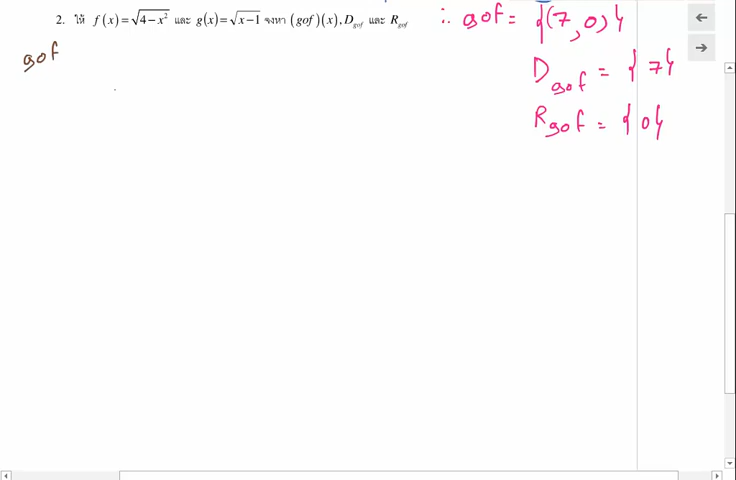 2. ให้ f(x)=√4−x² และ g(x)=√x−1 จงหา (gof)(x), D_gof และ R_gof
∴ gof = {(7,0)}
gof
D_gof = {7}
R_gof = {0}